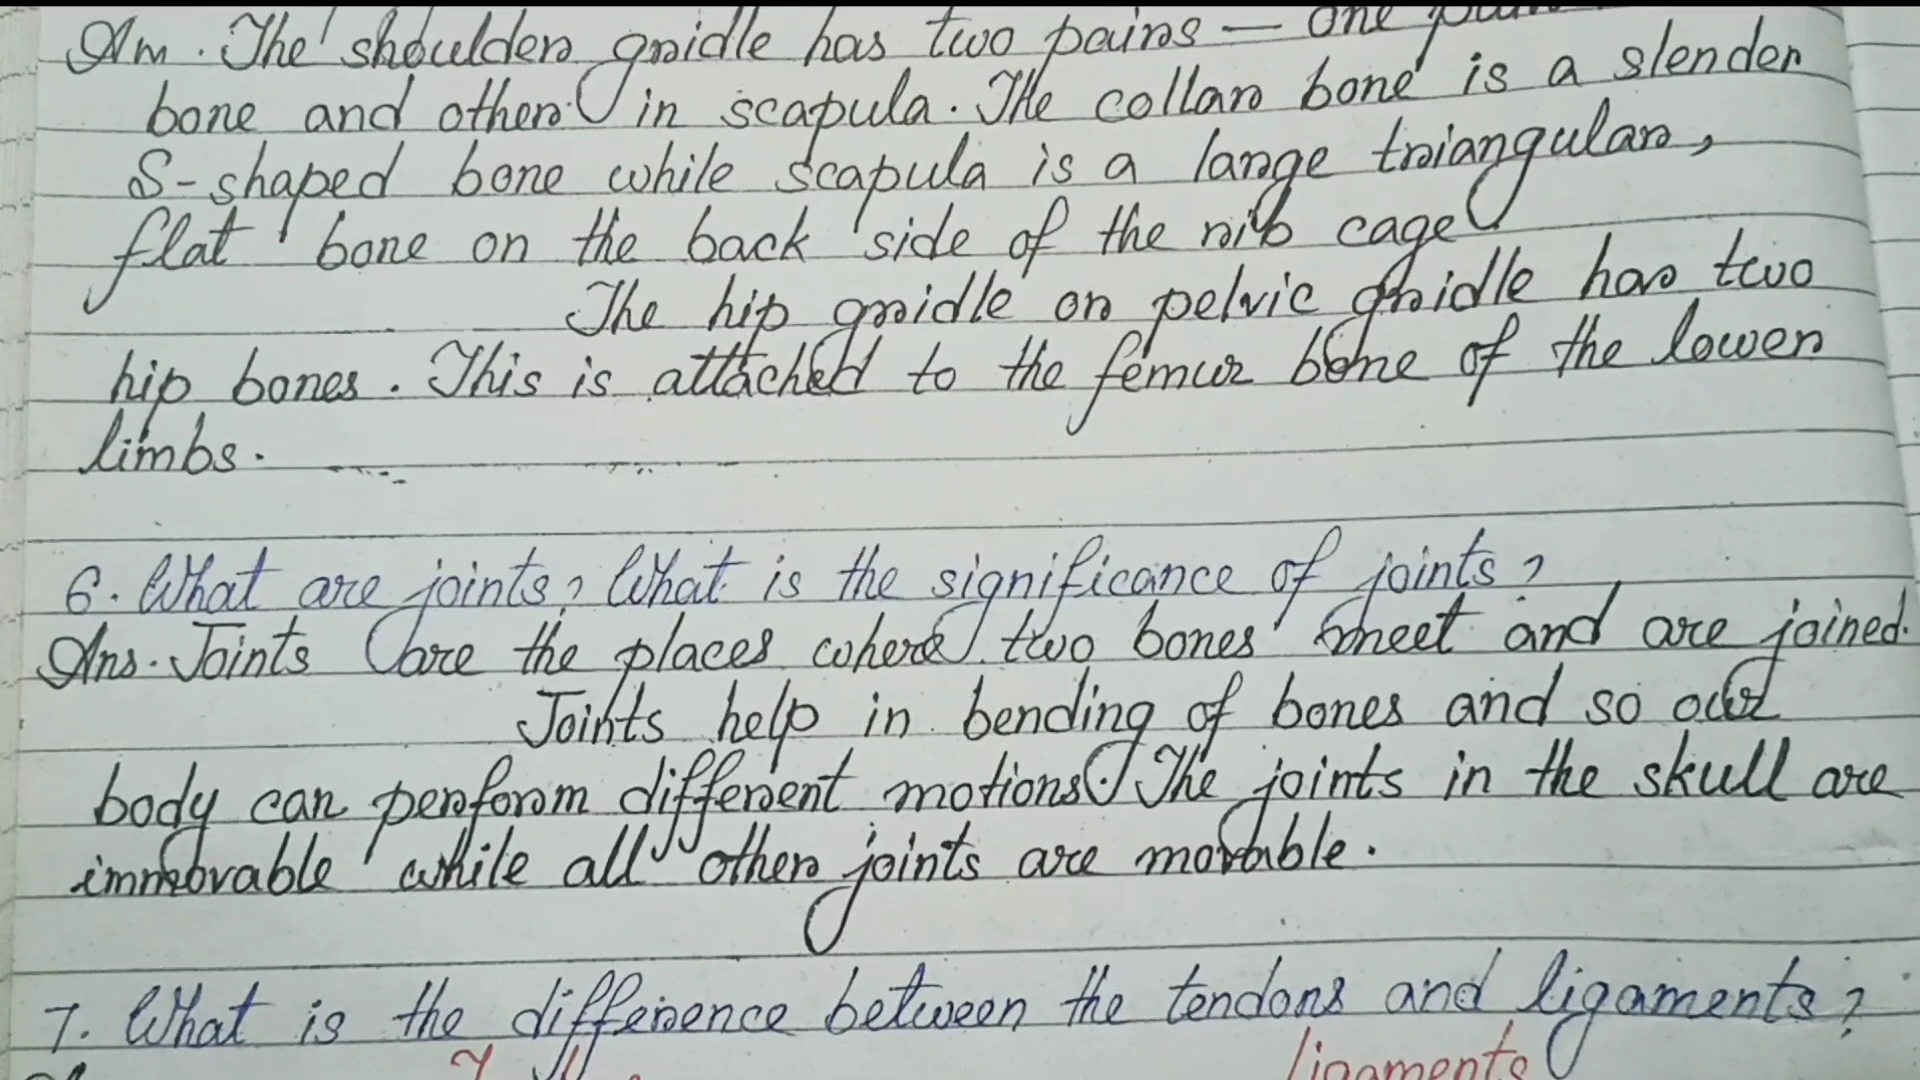 Ans. The shoulder gridle has two pairs — one pair
bone and other in scapula. The collar bone is a slender
S-shaped bone while scapula is a large triangular,
flat bone on the back side of the rib cage
The hip gridle or pelvic gridle has two
hip bones. This is attached to the femur bone of the lower
limbs.
6. What are joints? What is the significance of joints?
Ans. Joints are the places where two bones meet and are joined.
Joints help in bending of bones and so our
body can perform different motions. The joints in the skull are
immovable while all other joints are movable.
7. What is the difference between the tendons and ligaments?
ligaments